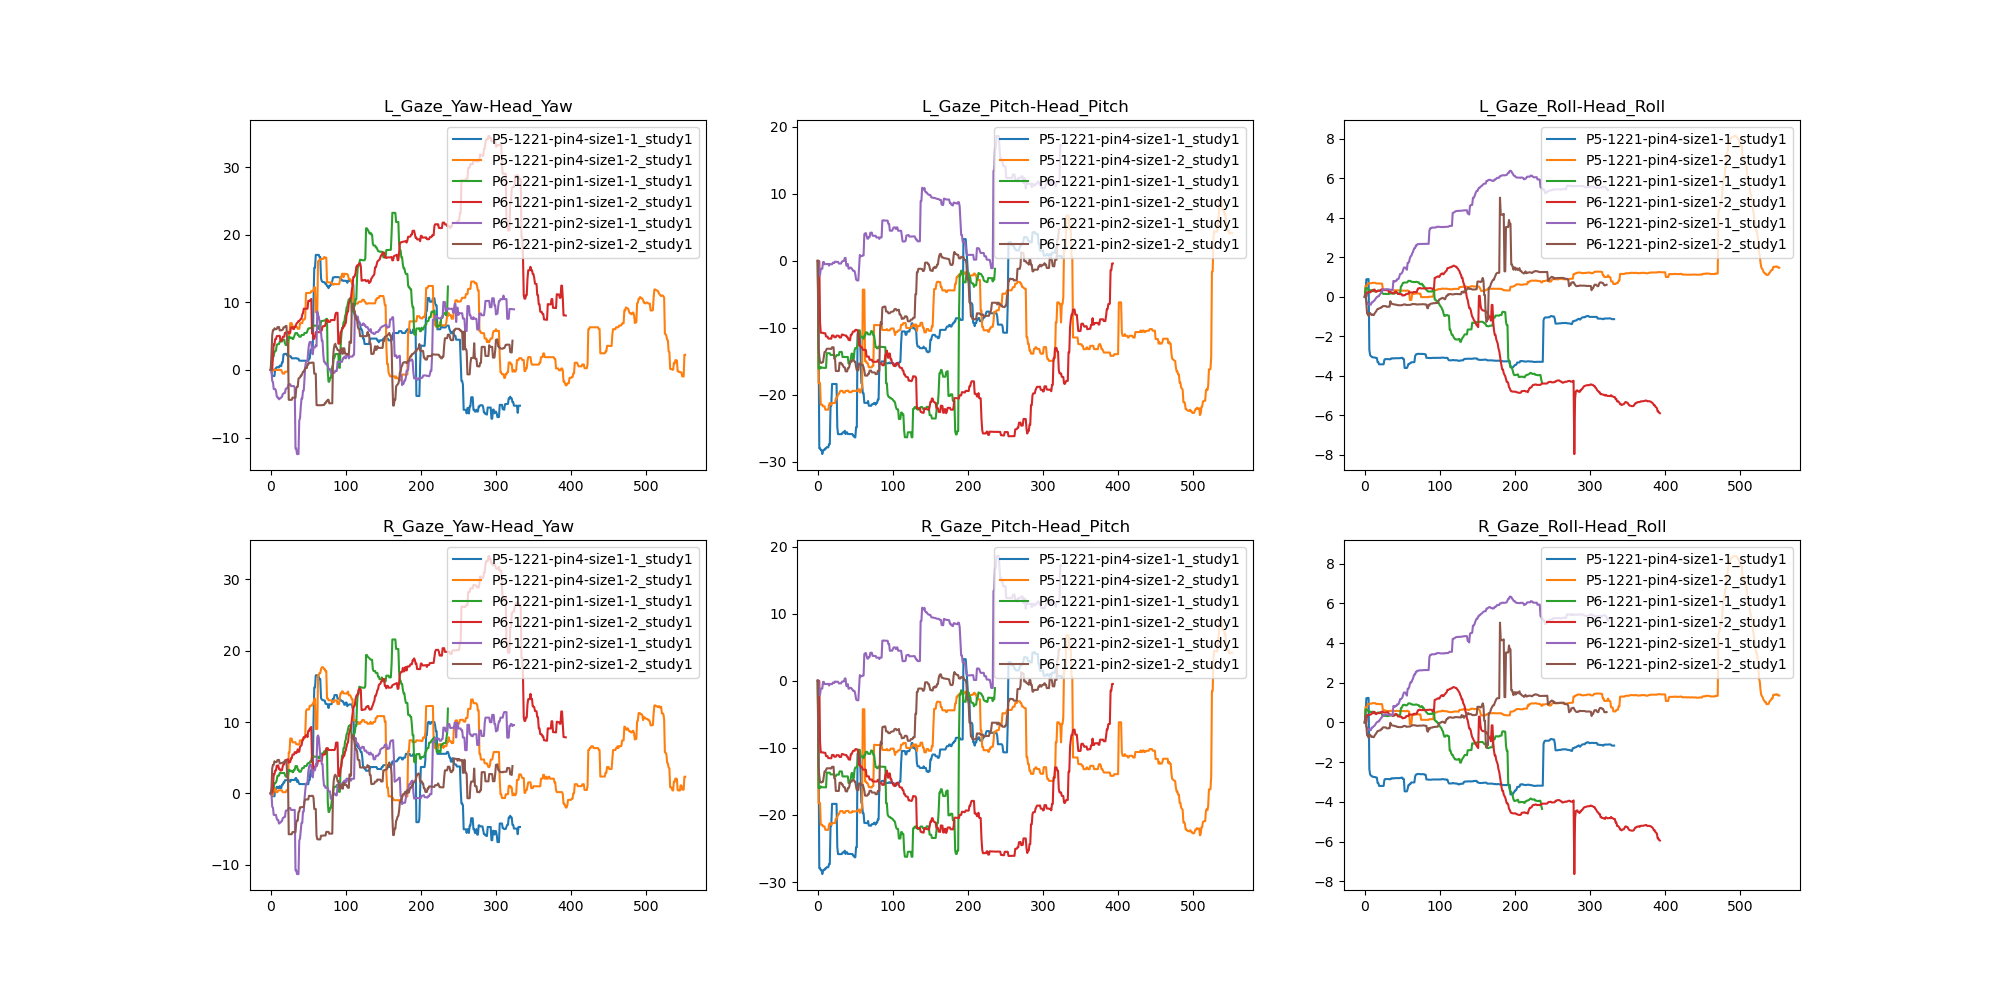 L_Gaze_Yaw-Head_Yaw
30
20
10
0
−10
0 100 200 300 400 500
P5-1221-pin4-size1-1_study1
P5-1221-pin4-size1-2_study1
P6-1221-pin1-size1-1_study1
P6-1221-pin1-size1-2_study1
P6-1221-pin2-size1-1_study1
P6-1221-pin2-size1-2_study1
L_Gaze_Pitch-Head_Pitch
20
10
0
−10
−20
−30
0 100 200 300 400 500
P5-1221-pin4-size1-1_study1
P5-1221-pin4-size1-2_study1
P6-1221-pin1-size1-1_study1
P6-1221-pin1-size1-2_study1
P6-1221-pin2-size1-1_study1
P6-1221-pin2-size1-2_study1
L_Gaze_Roll-Head_Roll
8
6
4
2
0
−2
−4
−6
−8
0 100 200 300 400 500
P5-1221-pin4-size1-1_study1
P5-1221-pin4-size1-2_study1
P6-1221-pin1-size1-1_study1
P6-1221-pin1-size1-2_study1
P6-1221-pin2-size1-1_study1
P6-1221-pin2-size1-2_study1
R_Gaze_Yaw-Head_Yaw
30
20
10
0
−10
0 100 200 300 400 500
P5-1221-pin4-size1-1_study1
P5-1221-pin4-size1-2_study1
P6-1221-pin1-size1-1_study1
P6-1221-pin1-size1-2_study1
P6-1221-pin2-size1-1_study1
P6-1221-pin2-size1-2_study1
R_Gaze_Pitch-Head_Pitch
20
10
0
−10
−20
−30
0 100 200 300 400 500
P5-1221-pin4-size1-1_study1
P5-1221-pin4-size1-2_study1
P6-1221-pin1-size1-1_study1
P6-1221-pin1-size1-2_study1
P6-1221-pin2-size1-1_study1
P6-1221-pin2-size1-2_study1
R_Gaze_Roll-Head_Roll
8
6
4
2
0
−2
−4
−6
−8
0 100 200 300 400 500
P5-1221-pin4-size1-1_study1
P5-1221-pin4-size1-2_study1
P6-1221-pin1-size1-1_study1
P6-1221-pin1-size1-2_study1
P6-1221-pin2-size1-1_study1
P6-1221-pin2-size1-2_study1